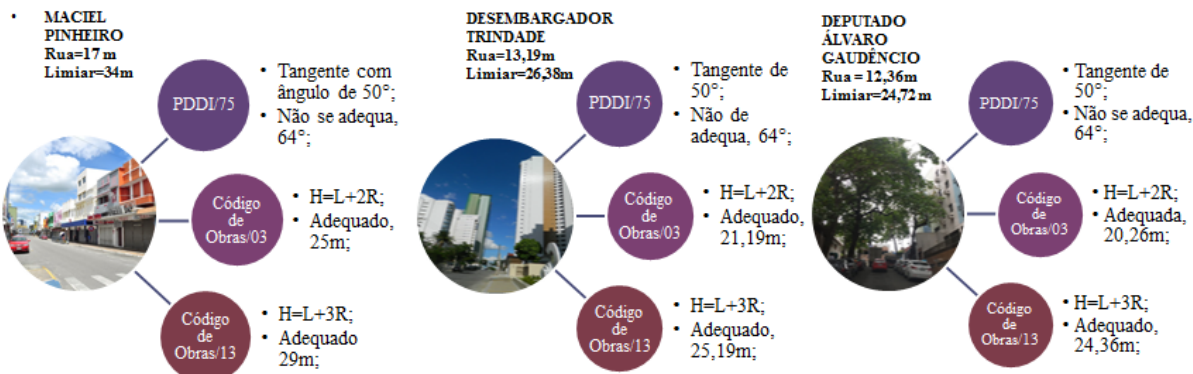 • MACIEL
PINHEIRO
Rua=17 m
Limiar=34m
PDDI/75
• Tangente com
ângulo de 50°;
• Não se adequa,
64°;
Código
de
Obras/03
• H=L+2R;
• Adequado,
25m;
Código
de
Obras/13
• H=L+3R;
• Adequado
29m;
DESEMBARGADOR
TRINDADE
Rua=13,19m
Limiar=26,38m
PDDI/75
• Tangente de
50°;
• Não de
adequa, 64°;
Código
de
Obras/03
• H=L+2R;
• Adequado,
21,19m;
Código
de
Obras/13
• H=L+3R;
• Adequado,
25,19m;
DEPUTADO
ÁLVARO
GAUDÊNCIO
Rua = 12,36m
Limiar=24,72 m
PDDI/75
• Tangente de
50°;
• Não se adequa,
64°;
Código
de
Obras/03
• H=L+2R;
• Adequada,
20,26m;
Código
de
Obras/13
• H=L+3R;
• Adequado,
24,36m;